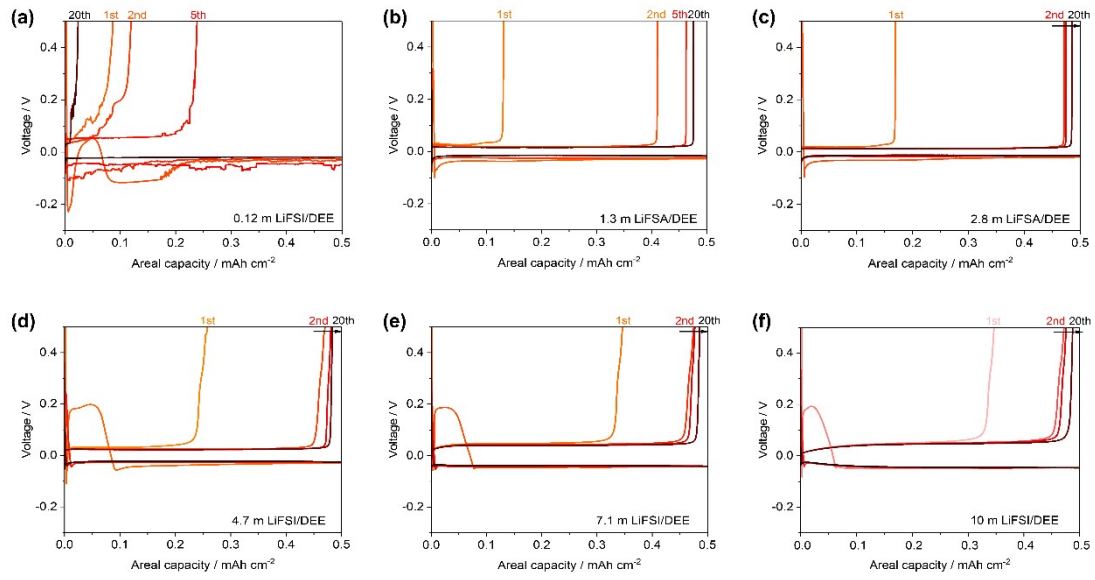 (a)
20th 1st 2nd 5th
0.4
0.2
0.0
-0.2
Voltage / V
0.12 m LiFSI/DEE
0.0 0.1 0.2 0.3 0.4 0.5
Areal capacity / mAh cm⁻²
(b)
1st 2nd 5th 20th
0.4
0.2
0.0
-0.2
Voltage / V
1.3 m LiFSA/DEE
0.0 0.1 0.2 0.3 0.4 0.5
Areal capacity / mAh cm⁻²
(c)
1st 2nd 20th
0.4
0.2
0.0
-0.2
Voltage / V
2.8 m LiFSA/DEE
0.0 0.1 0.2 0.3 0.4 0.5
Areal capacity / mAh cm⁻²
(d)
1st 2nd 20th
0.4
0.2
0.0
-0.2
Voltage / V
4.7 m LiFSI/DEE
0.0 0.1 0.2 0.3 0.4 0.5
Areal capacity / mAh cm⁻²
(e)
1st 2nd 20th
0.4
0.2
0.0
-0.2
Voltage / V
7.1 m LiFSI/DEE
0.0 0.1 0.2 0.3 0.4 0.5
Areal capacity / mAh cm⁻²
(f)
1st 2nd 20th
0.4
0.2
0.0
-0.2
Voltage / V
10 m LiFSI/DEE
0.0 0.1 0.2 0.3 0.4 0.5
Areal capacity / mAh cm⁻²